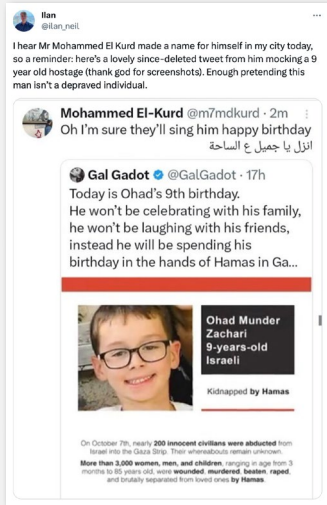 Ilan
@ilan_neil
I hear Mr Mohammed El Kurd made a name for himself in my city today,
so a reminder: here's a lovely since-deleted tweet from him mocking a 9
year old hostage (thank god for screenshots). Enough pretending this
man isn't a depraved individual.
Mohammed El-Kurd @m7mdkurd · 2m
Oh I'm sure they'll sing him happy birthday
انزل يا جميل ع الساحة
Gal Gadot @GalGadot · 17h
Today is Ohad's 9th birthday.
He won't be celebrating with his family,
he won't be laughing with his friends,
instead he will be spending his
birthday in the hands of Hamas in Ga...
Ohad Munder
Zachari
9-years-old
Israeli
Kidnapped by Hamas
On October 7th, nearly 200 innocent civilians were abducted from
Israel into the Gaza Strip. Their whereabouts remain unknown.
More than 3,000 women, men, and children, ranging in age from 3
months to 85 years old, were wounded, murdered, beaten, raped,
and brutally separated from loved ones by Hamas.